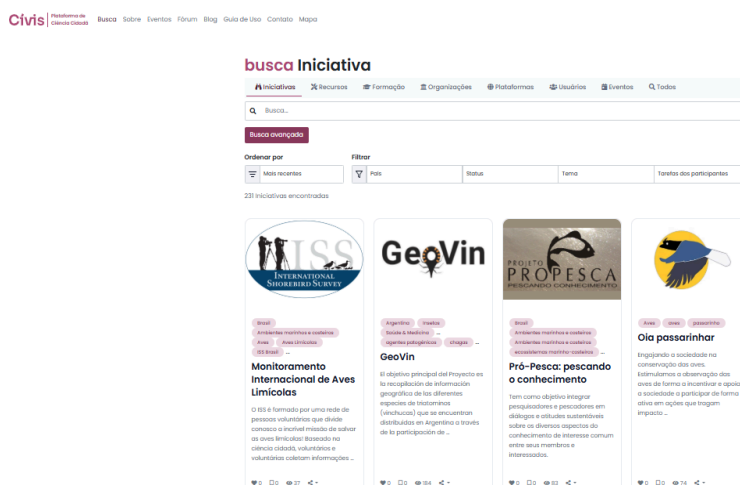 Cívis Plataforma de Ciência Cidadã Busca Sobre Eventos Fórum Blog Guia de Uso Contato Mapa
busca Iniciativa
Iniciativas Recursos Formação Organizações Plataformas Usuários Eventos Todos
Busca...
Busca avançada
Ordenar por Filtrar
Mais recentes País Status Tema Tarefas dos participantes
231 iniciativas encontradas
ISS
INTERNATIONAL
SHOREBIRD SURVEY
Brasil
Ambientes marinhos e costeiros
Aves Aves Limícolas
ISS Brasil ...
Monitoramento
Internacional de Aves
Limícolas
O ISS é formado por uma rede de
pessoas voluntárias que divide
conosco a incrível missão de salvar
as aves limícolas! Baseado na
ciência cidadã, voluntários e
voluntárias coletam informações ...
0 0 37
GeoVin
Argentina Insetos
Saúde & Medicina ...
agentes patogênicos chagas ...
GeoVin
El objetivo principal del Proyecto es
la recopilación de información
geográfica de las diferentes
especies de triatominos
(vinchucas) que se encuentran
distribuidas en Argentina a través
de la participación de ...
0 0 184
PROJETO
PROPESCA
PESCANDO CONHECIMENTO
Brasil
Ambientes marinhos e costeiros
Ambientes marinhos e costeiros
ecossistemas marinho-costeiros ...
Pró-Pesca: pescando
o conhecimento
Tem como objetivo integrar
pesquisadores e pescadores em
diálogos e atitudes sustentáveis
sobre os diversos aspectos do
conhecimento de interesse comum
entre seus membros e
interessados.
0 0 83
Aves aves passarinho
Oia passarinhar
Engajando a sociedade na
conservação das aves.
Estimulamos a observação das
aves de forma a incentivar e apoia
a sociedade a participar de forma
ativa em ações que tragam
impacto ...
0 0 74